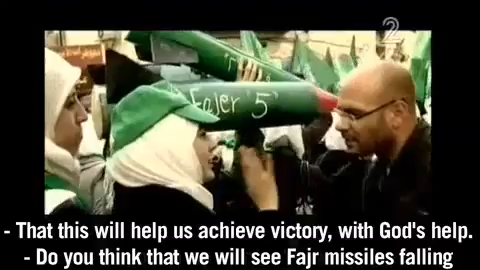 2
Fajer "5"
- That this will help us achieve victory, with God's help.
- Do you think that we will see Fajr missiles falling